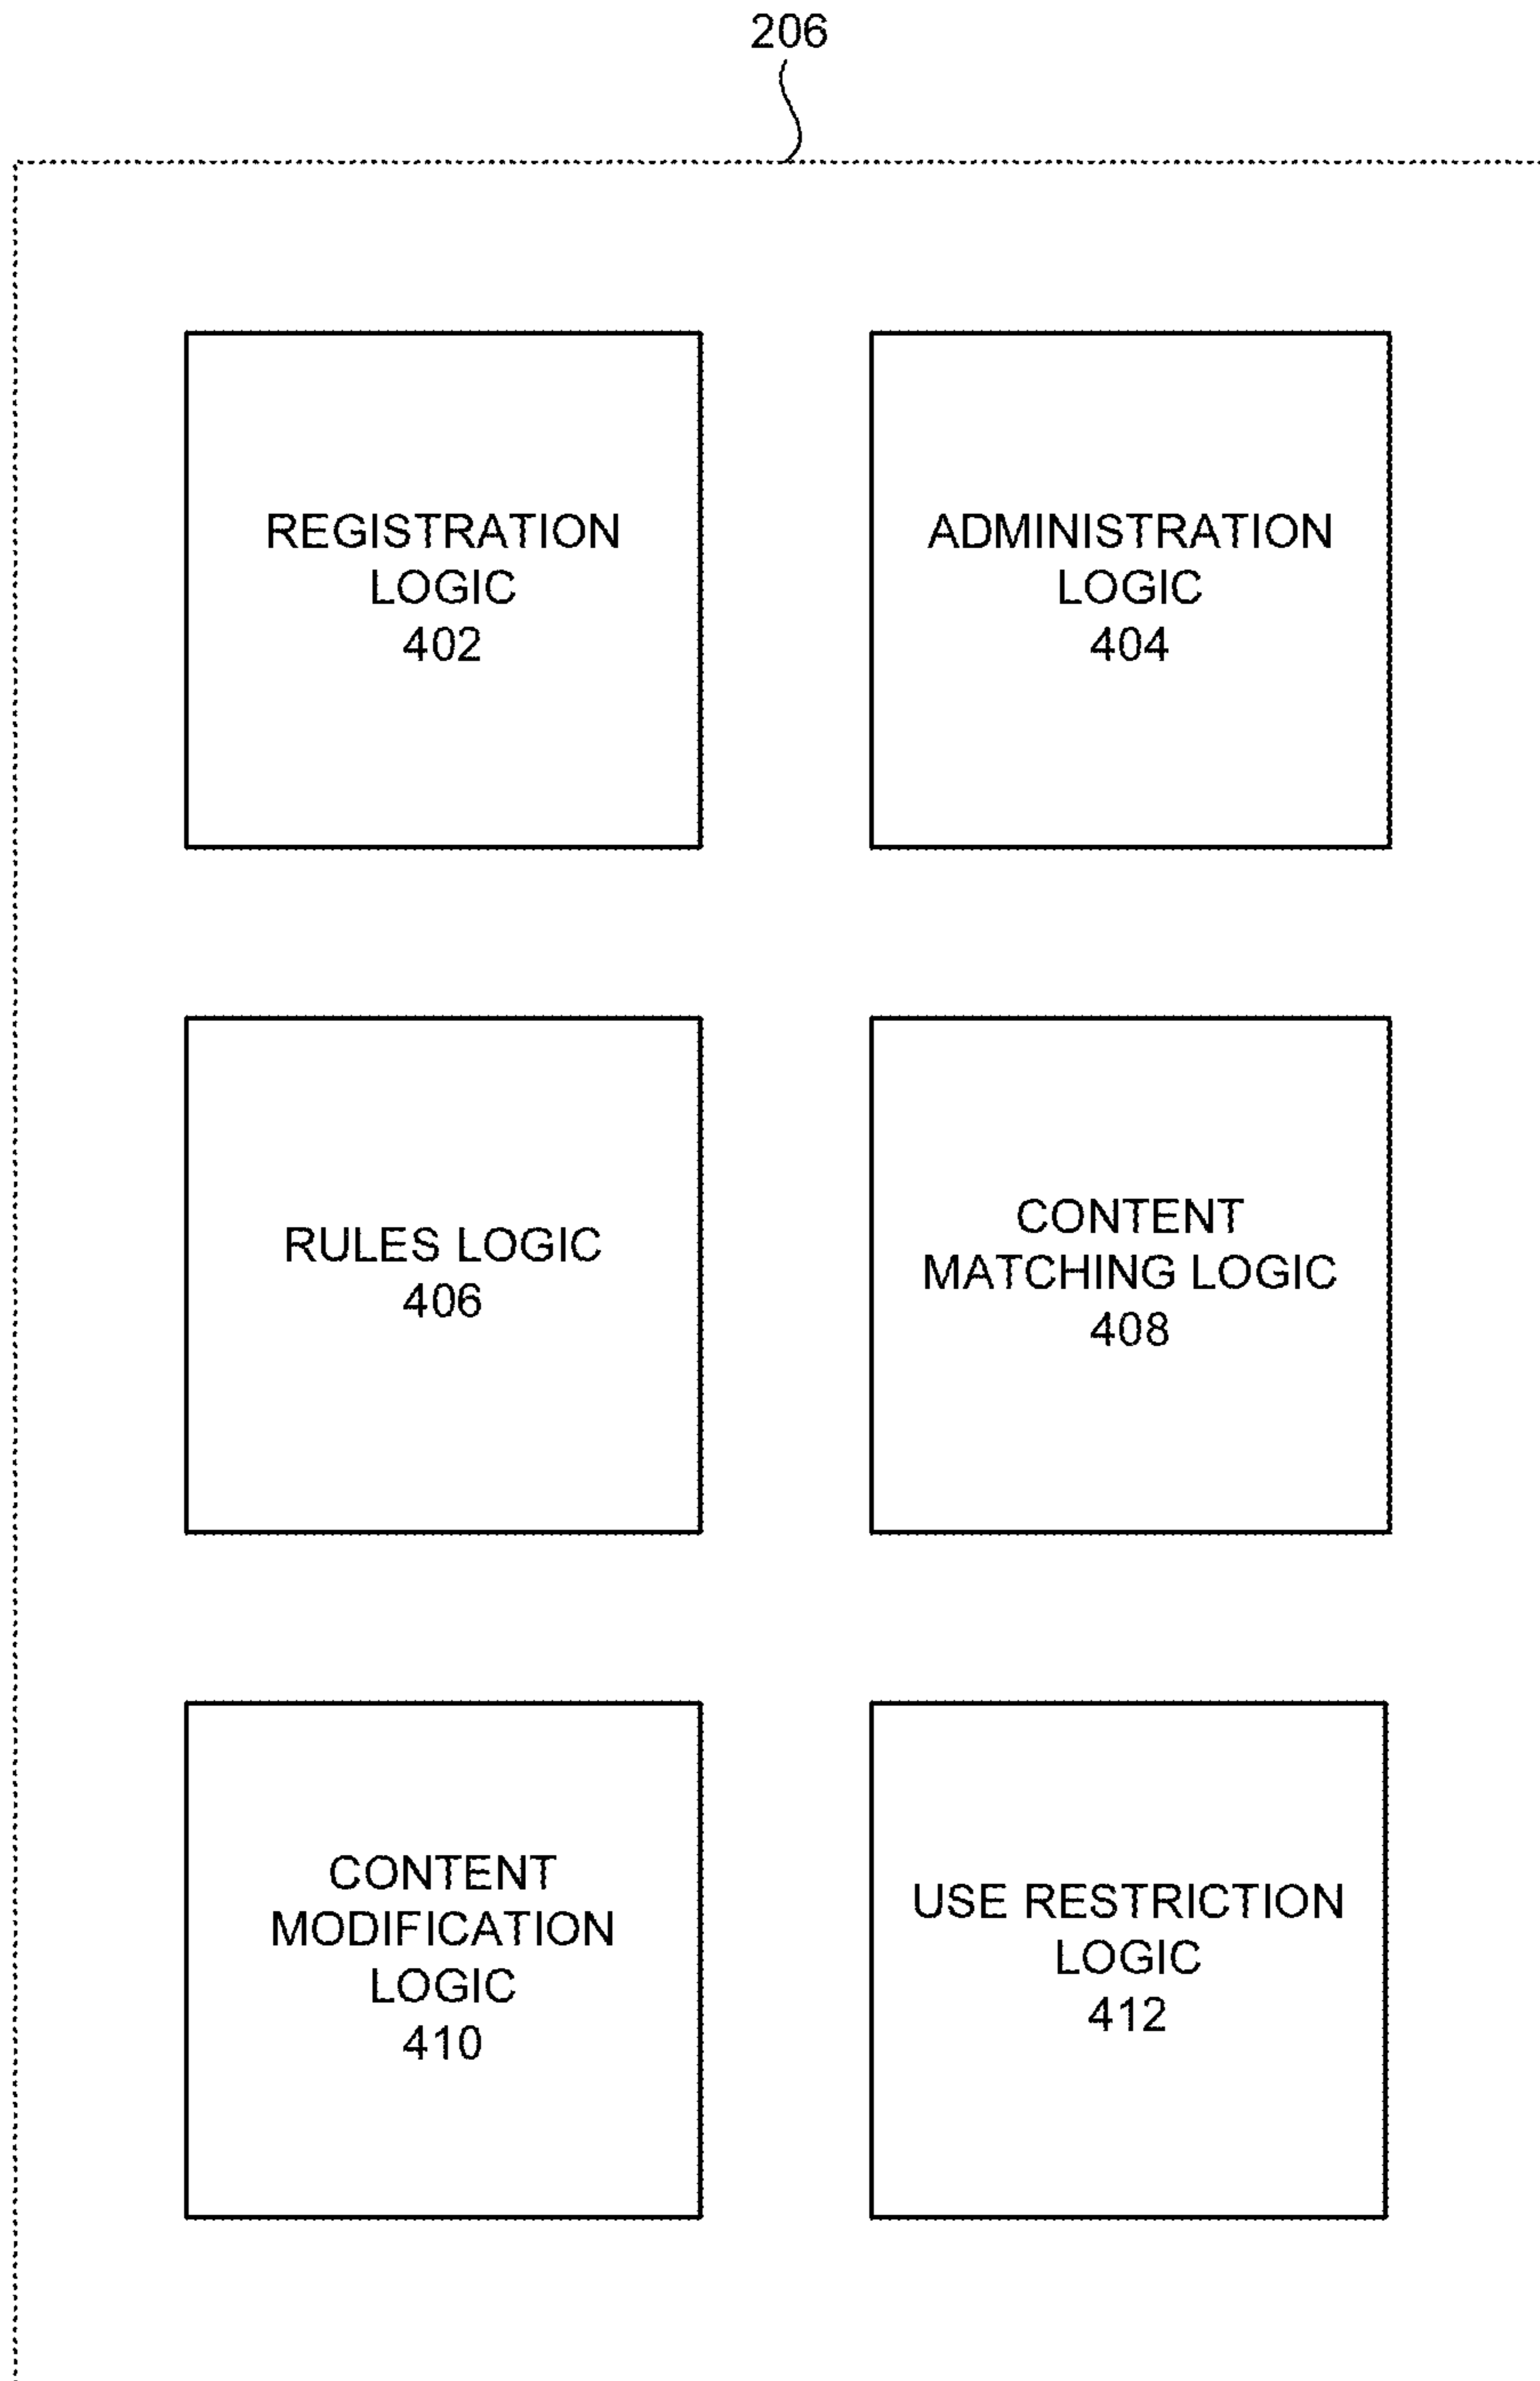 206
REGISTRATION
LOGIC
402
ADMINISTRATION
LOGIC
404
RULES LOGIC
406
CONTENT
MATCHING LOGIC
408
CONTENT
MODIFICATION
LOGIC
410
USE RESTRICTION
LOGIC
412